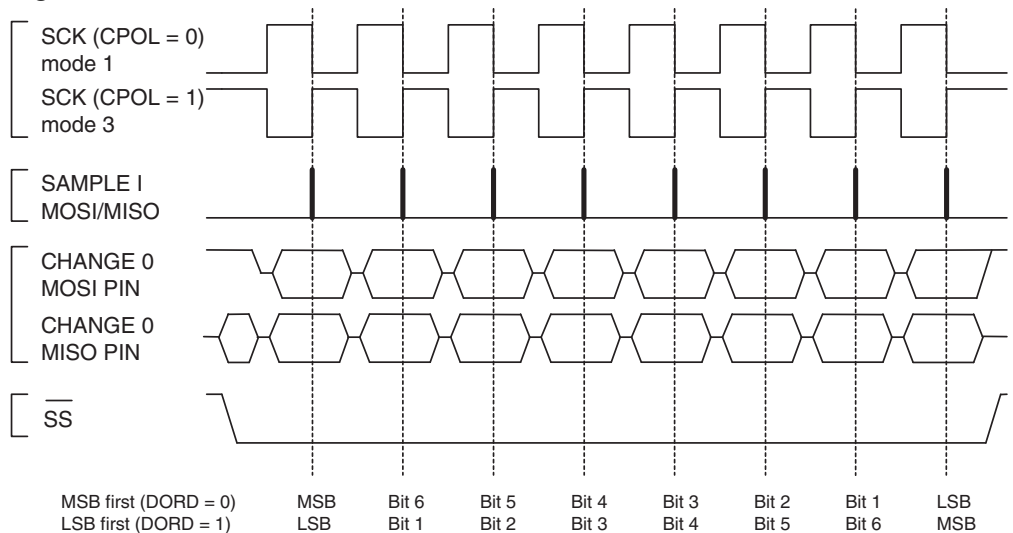 SCK (CPOL = 0)
mode 1
SCK (CPOL = 1)
mode 3
SAMPLE I
MOSI/MISO
CHANGE 0
MOSI PIN
CHANGE 0
MISO PIN
SS
MSB first (DORD = 0) MSB Bit 6 Bit 5 Bit 4 Bit 3 Bit 2 Bit 1 LSB
LSB first (DORD = 1) LSB Bit 1 Bit 2 Bit 3 Bit 4 Bit 5 Bit 6 MSB